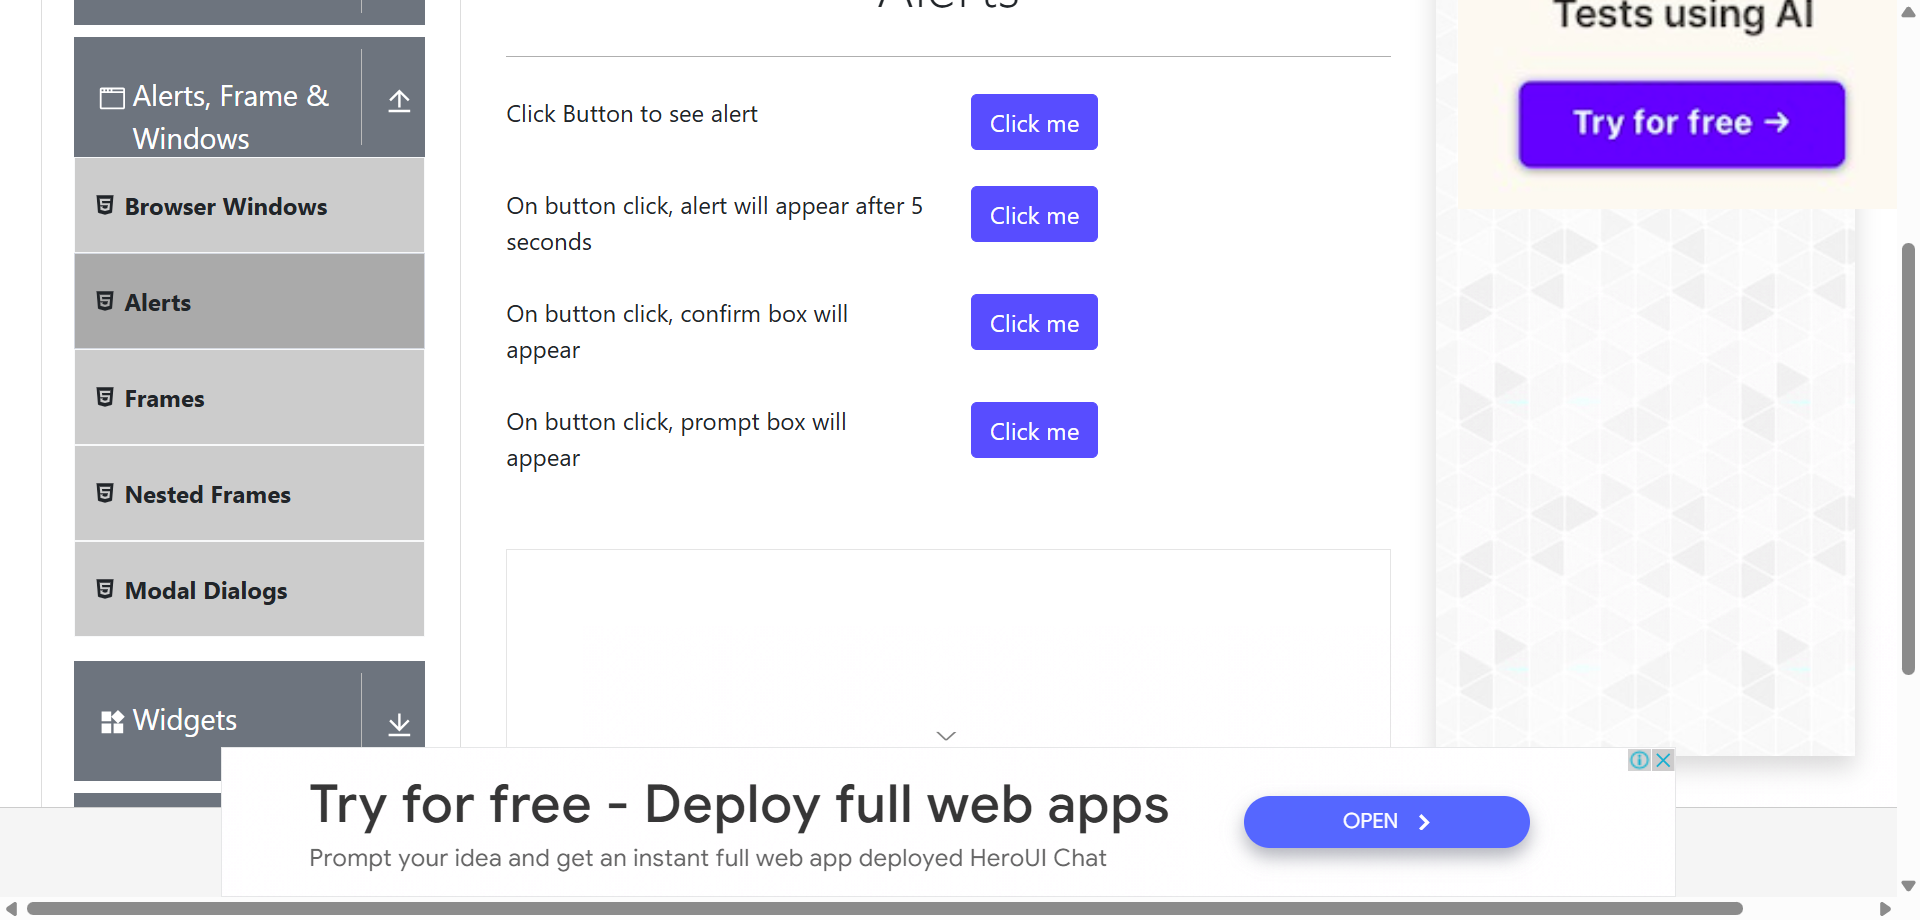 Alerts
Tests using AI
Try for free →
Alerts, Frame &
Windows
Browser Windows
Alerts
Frames
Nested Frames
Modal Dialogs
Widgets
Click Button to see alert
Click me
On button click, alert will appear after 5
seconds
Click me
On button click, confirm box will
appear
Click me
On button click, prompt box will
appear
Click me
Try for free - Deploy full web apps
Prompt your idea and get an instant full web app deployed HeroUI Chat
OPEN